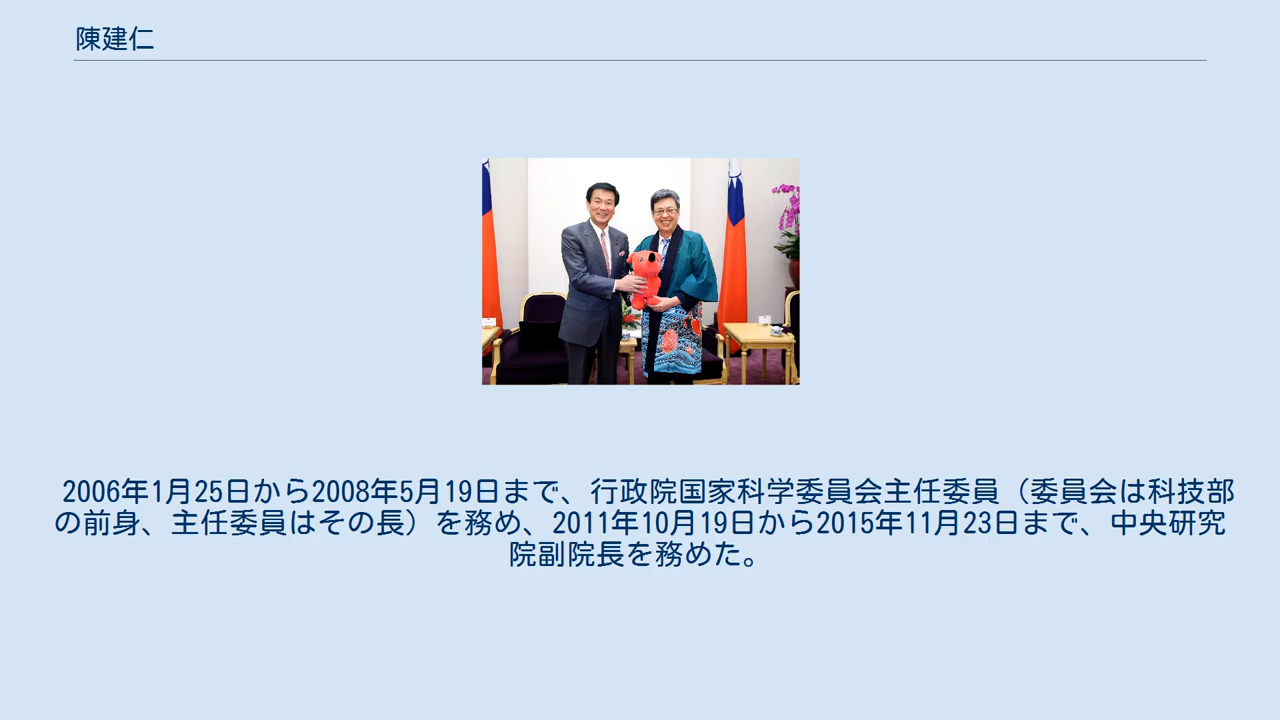 陳建仁
2006年1月25日から2008年5月19日まで、行政院国家科学委員会主任委員（委員会は科技部
の前身、主任委員はその長）を務め、2011年10月19日から2015年11月23日まで、中央研究
院副院長を務めた。